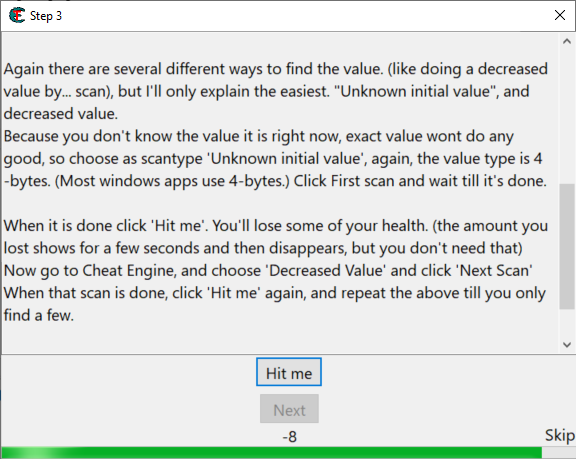 Step 3
Again there are several different ways to find the value. (like doing a decreased
value by... scan), but I'll only explain the easiest. "Unknown initial value", and
decreased value.
Because you don't know the value it is right now, exact value wont do any
good, so choose as scantype 'Unknown initial value', again, the value type is 4
-bytes. (Most windows apps use 4-bytes.) Click First scan and wait till it's done.
When it is done click 'Hit me'. You'll lose some of your health. (the amount you
lost shows for a few seconds and then disappears, but you don't need that)
Now go to Cheat Engine, and choose 'Decreased Value' and click 'Next Scan'
When that scan is done, click 'Hit me' again, and repeat the above till you only
find a few.
Hit me
Next
-8
Skip